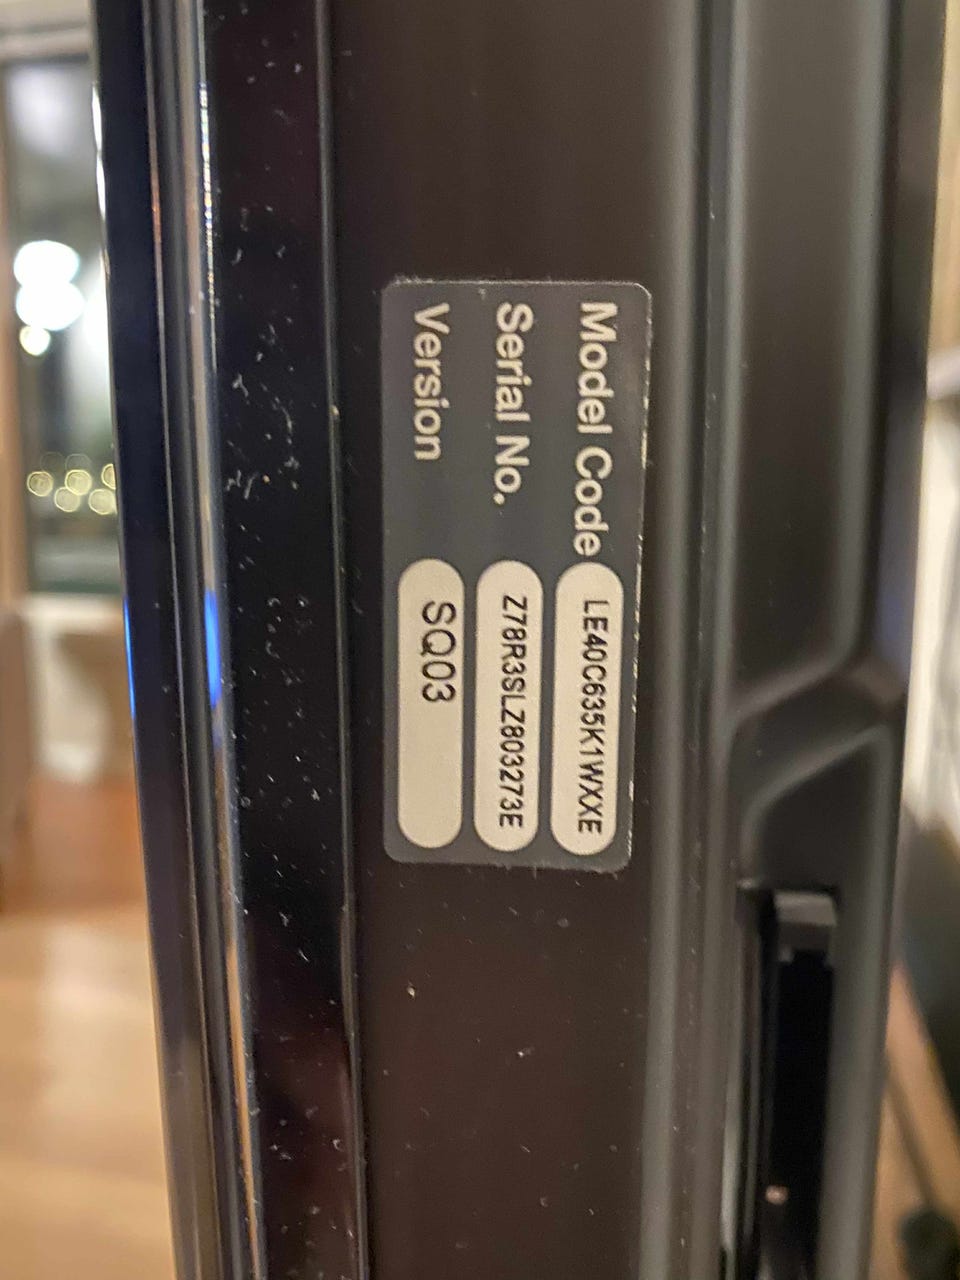 Model Code LE40C635K1WXXE
Serial No. Z78R3SLZ803273E
Version SQ03